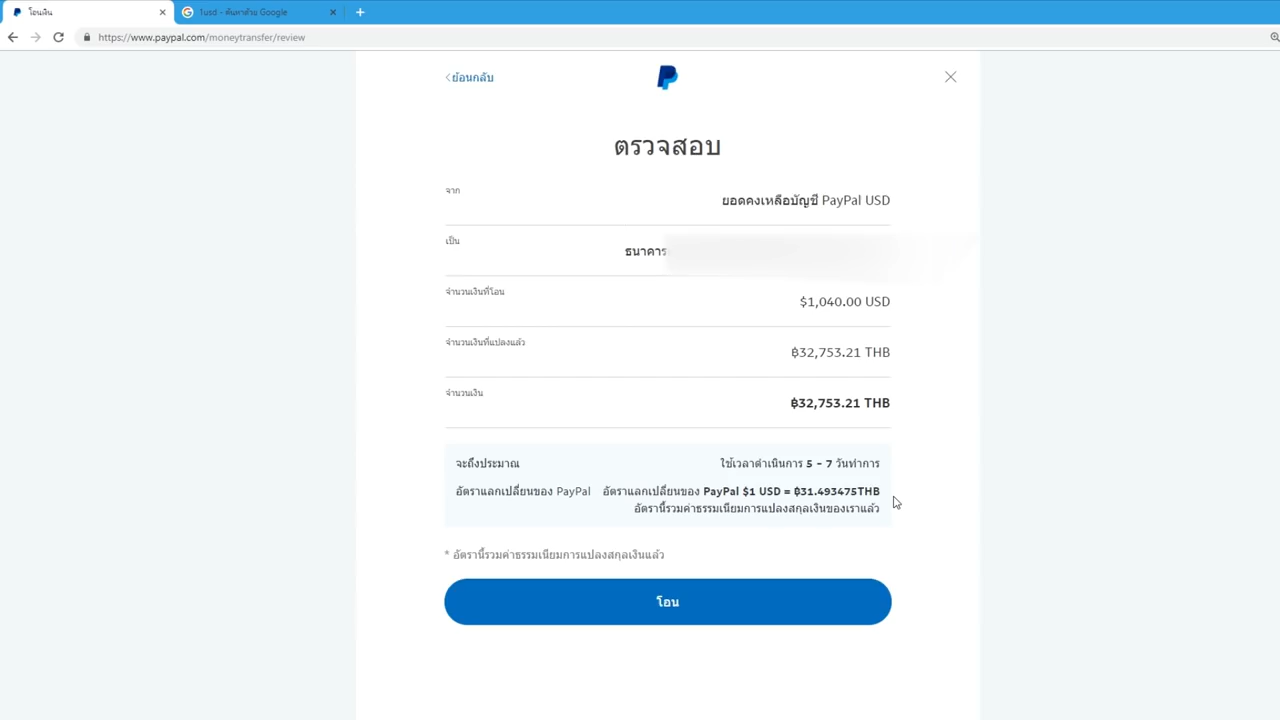 โอนเงิน
1usd - ค้นหาด้วย Google
https://www.paypal.com/moneytransfer/review
ย้อนกลับ
ตรวจสอบ
จาก
ยอดคงเหลือบัญชี PayPal USD
เป็น
ธนาคาร
จำนวนเงินที่โอน
$1,040.00 USD
จำนวนเงินที่แปลงแล้ว
฿32,753.21 THB
จำนวนเงิน
฿32,753.21 THB
จะถึงประมาณ
ใช้เวลาดำเนินการ 5 - 7 วันทำการ
อัตราแลกเปลี่ยนของ PayPal
อัตราแลกเปลี่ยนของ PayPal $1 USD = ฿31.493475THB
อัตรานี้รวมค่าธรรมเนียมการแปลงสกุลเงินของเราแล้ว
* อัตรานี้รวมค่าธรรมเนียมการแปลงสกุลเงินแล้ว
โอน